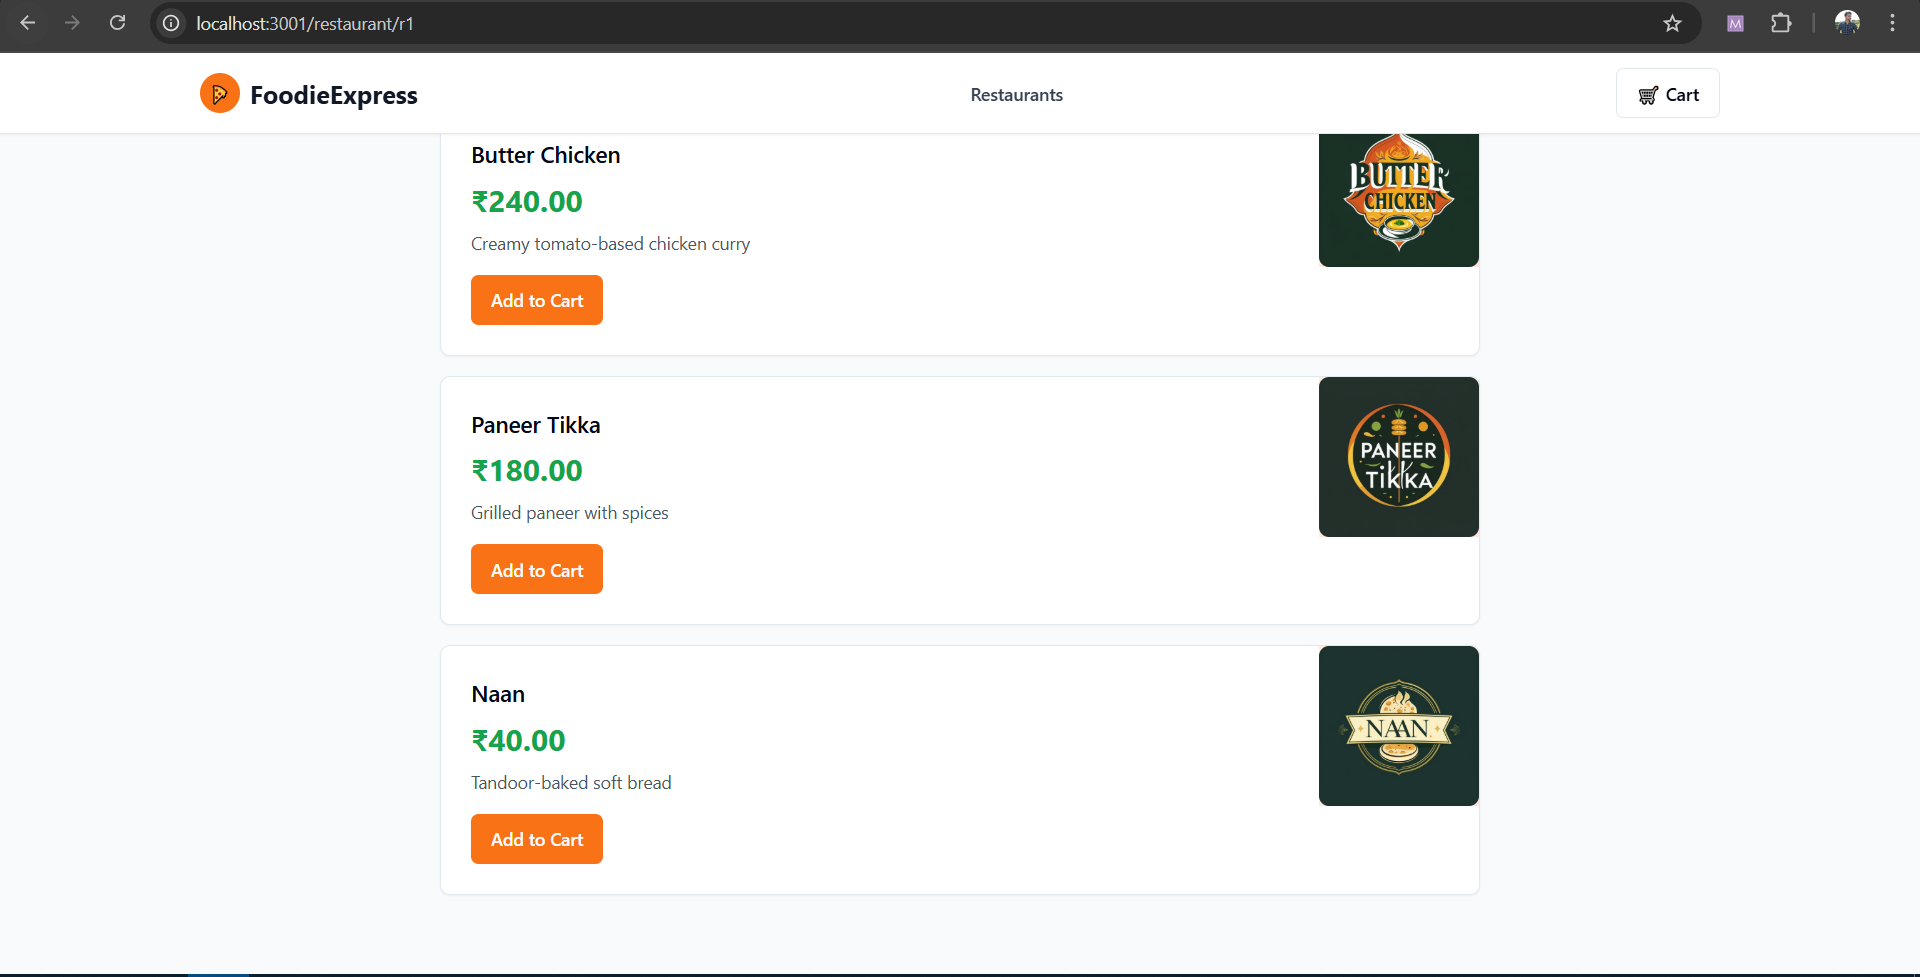 localhost:3001/restaurant/r1
M
FoodieExpress
Restaurants
Cart
Butter Chicken
₹240.00
Creamy tomato-based chicken curry
Add to Cart
BUTTER
CHICKEN
Paneer Tikka
₹180.00
Grilled paneer with spices
Add to Cart
PANEER
TiKKA
Naan
₹40.00
Tandoor-baked soft bread
Add to Cart
NAAN